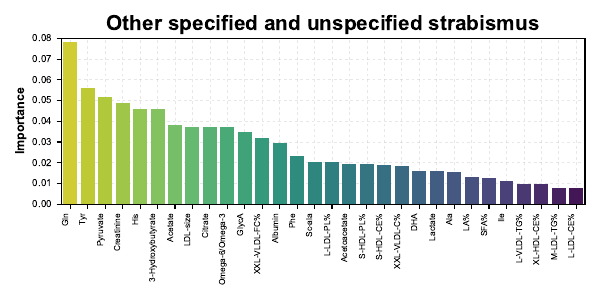 Other specified and unspecified strabismus
Importance
0.08
0.07
0.06
0.05
0.04
0.03
0.02
0.01
0.00
Gln
Tyr
Pyruvate
Creatinine
His
3-Hydroxybutyrate
Acetate
LDL-size
Citrate
Omega-6/Omega-3
GlycA
XXL-VLDL-FC%
Albumin
Phe
L-LDL-PL%
Acetoacetate
S-HDL-PL%
S-HDL-CE%
XXL-VLDL-C%
DHA
Lactate
Ala
LA%
SFA%
Ile
L-VLDL-TG%
XL-HDL-CE%
M-LDL-TG%
L-LDL-CE%